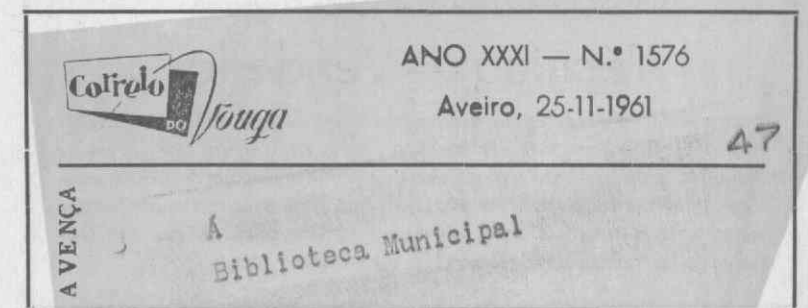 Correio
DO
Vouga
ANO XXXI — N.º 1576
Aveiro, 25-11-1961
47
AVENÇA
Á
Biblioteca Municipal